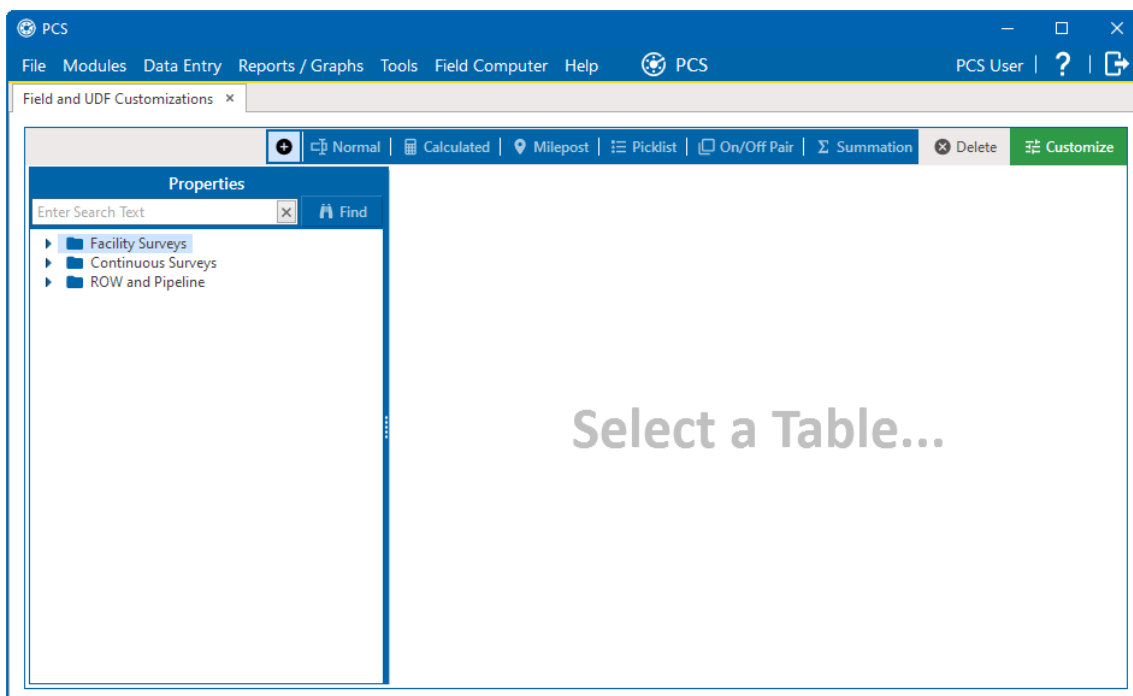 PCS
File Modules Data Entry Reports / Graphs Tools Field Computer Help PCS PCS User | ? |
Field and UDF Customizations ×
Normal | Calculated | Milepost | Picklist | On/Off Pair | Σ Summation Delete Customize
Properties
Enter Search Text × Find
Facility Surveys
Continuous Surveys
ROW and Pipeline
Select a Table...